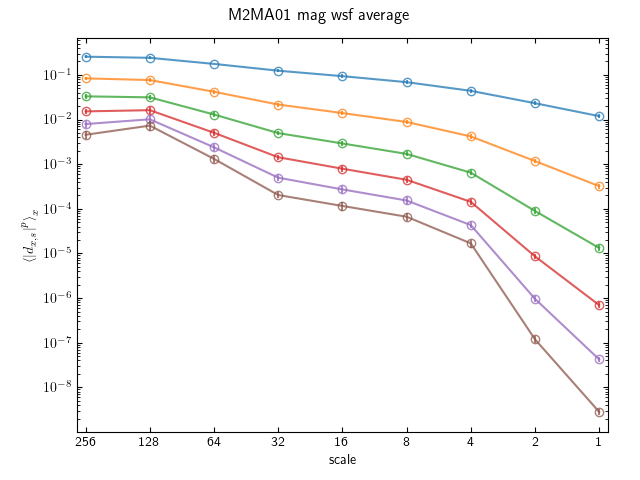 M2MA01 mag wsf average
10⁻¹
10⁻²
10⁻³
10⁻⁴
10⁻⁵
10⁻⁶
10⁻⁷
10⁻⁸
⟨|d_{x,s}|^p⟩_x
256 128 64 32 16 8 4 2 1
scale